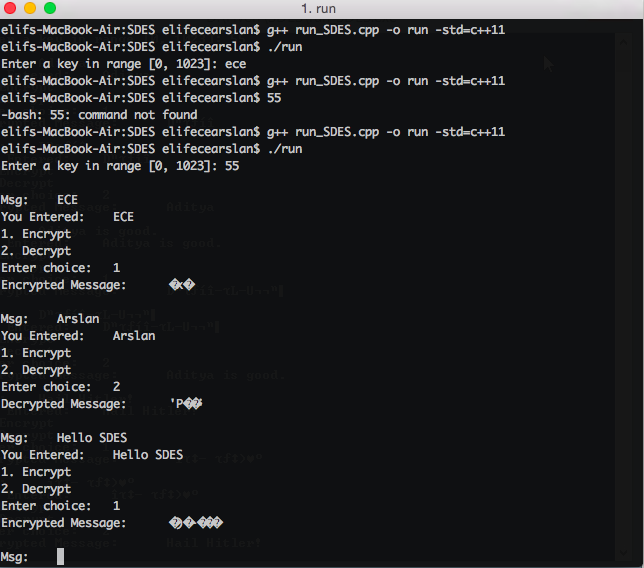 1. run
elifs-MacBook-Air:SDES elifecearslan$ g++ run_SDES.cpp -o run -std=c++11
elifs-MacBook-Air:SDES elifecearslan$ ./run
Enter a key in range [0, 1023]: ece
elifs-MacBook-Air:SDES elifecearslan$ g++ run_SDES.cpp -o run -std=c++11
elifs-MacBook-Air:SDES elifecearslan$ 55
-bash: 55: command not found
elifs-MacBook-Air:SDES elifecearslan$ g++ run_SDES.cpp -o run -std=c++11
elifs-MacBook-Air:SDES elifecearslan$ ./run
Enter a key in range [0, 1023]: 55
Msg: ECE
You Entered: ECE
1. Encrypt
2. Decrypt
Enter choice: 1
Encrypted Message:
Msg: Arslan
You Entered: Arslan
1. Encrypt
2. Decrypt
Enter choice: 2
Decrypted Message: 'P
Msg: Hello SDES
You Entered: Hello SDES
1. Encrypt
2. Decrypt
Enter choice: 1
Encrypted Message:
Msg: